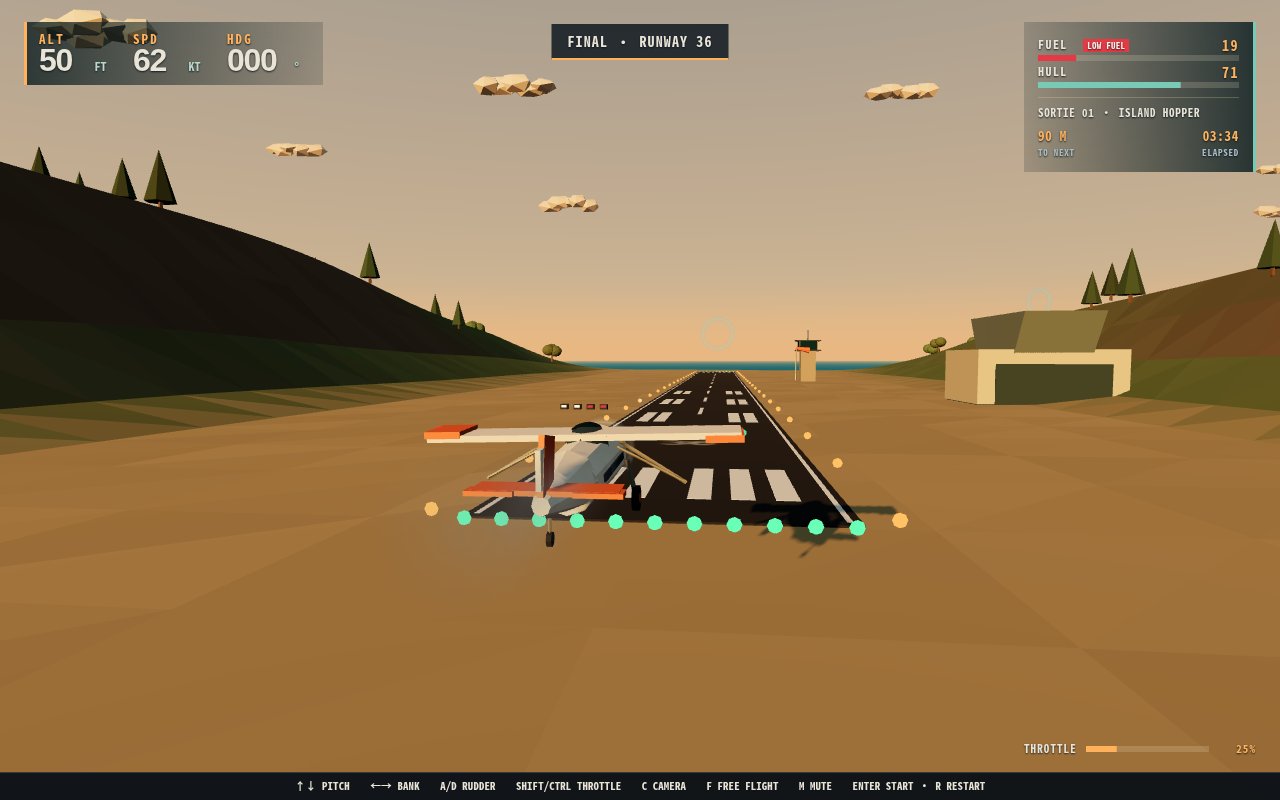 ALT SPD HDG
50 FT 62 KT 000 °
FINAL • RUNWAY 36
FUEL LOW FUEL 19
HULL 71
SORTIE 01 • ISLAND HOPPER
90 M 03:34
TO NEXT ELAPSED
THROTTLE 25%
↑↓ PITCH ←→ BANK A/D RUDDER SHIFT/CTRL THROTTLE C CAMERA F FREE FLIGHT M MUTE ENTER START • R RESTART